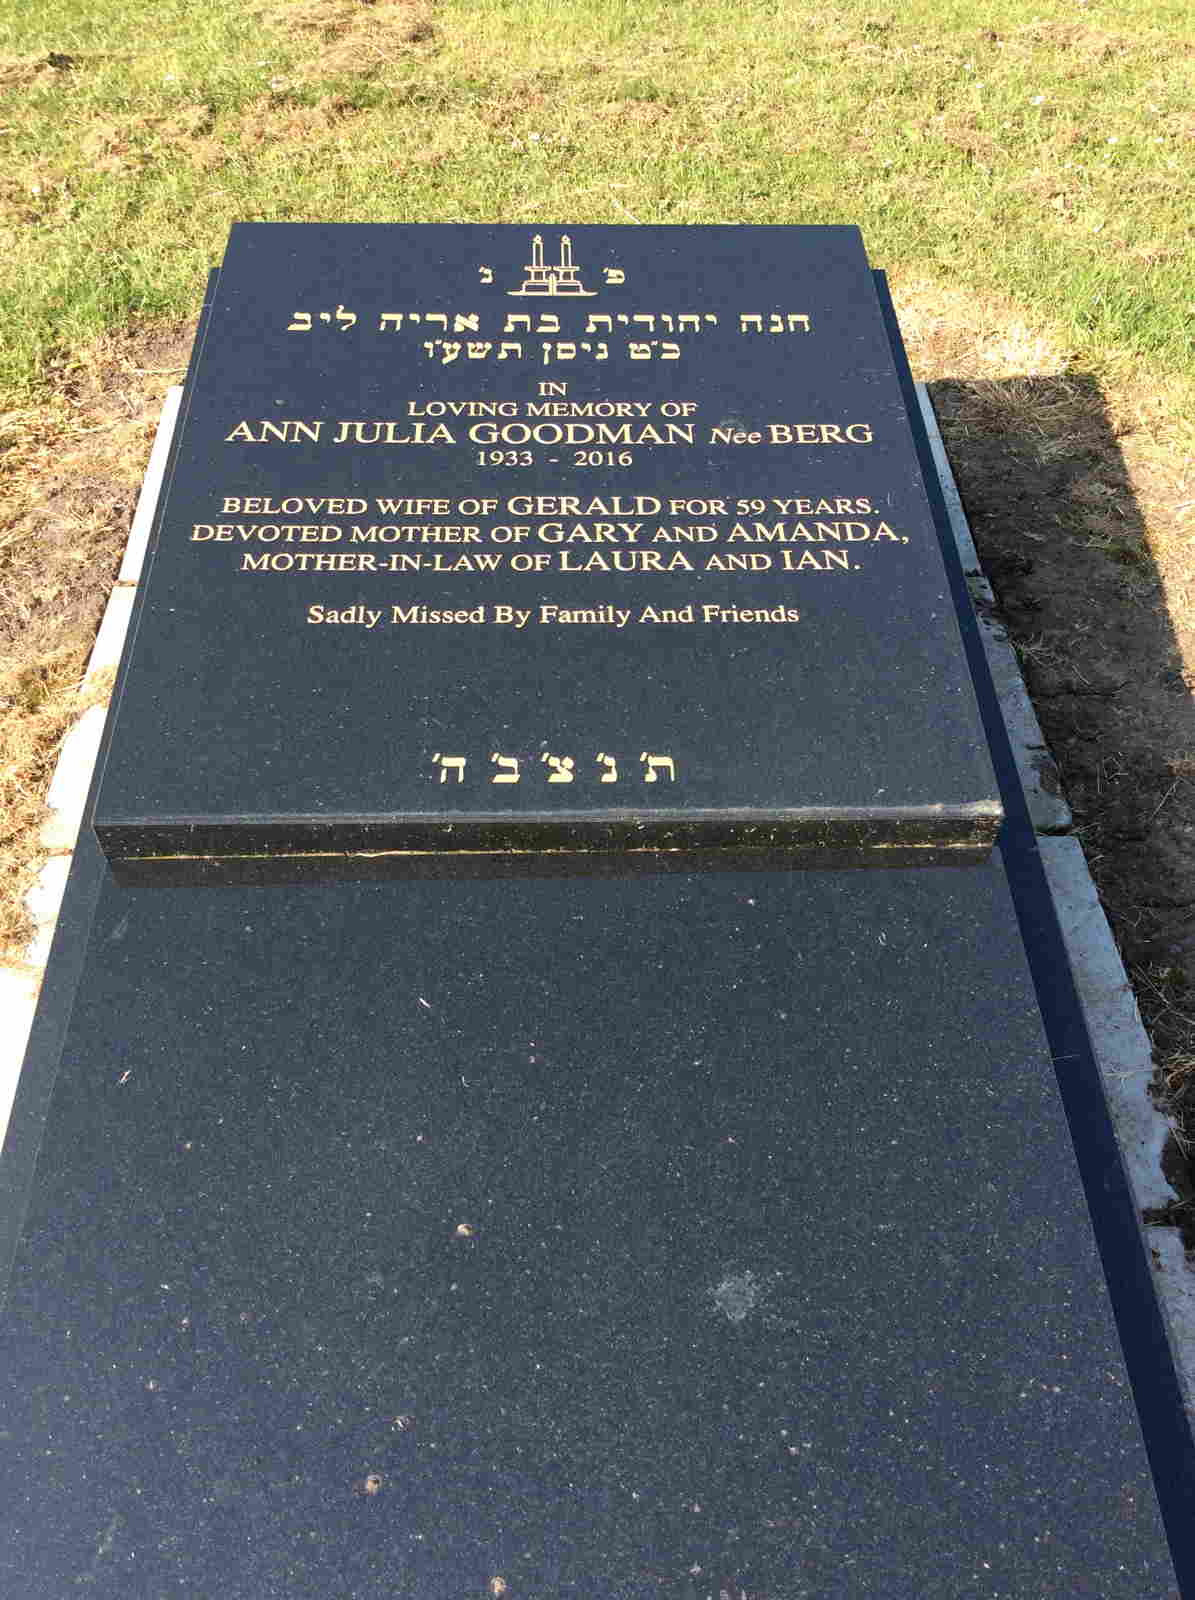 פ' נ'
חנה יהודית בת אריה ליב
כ"ט ניסן תשע"ו
IN
LOVING MEMORY OF
ANN JULIA GOODMAN Nee BERG
1933 - 2016
BELOVED WIFE OF GERALD FOR 59 YEARS.
DEVOTED MOTHER OF GARY AND AMANDA,
MOTHER-IN-LAW OF LAURA AND IAN.
Sadly Missed By Family And Friends
ת' נ' צ' ב' ה'